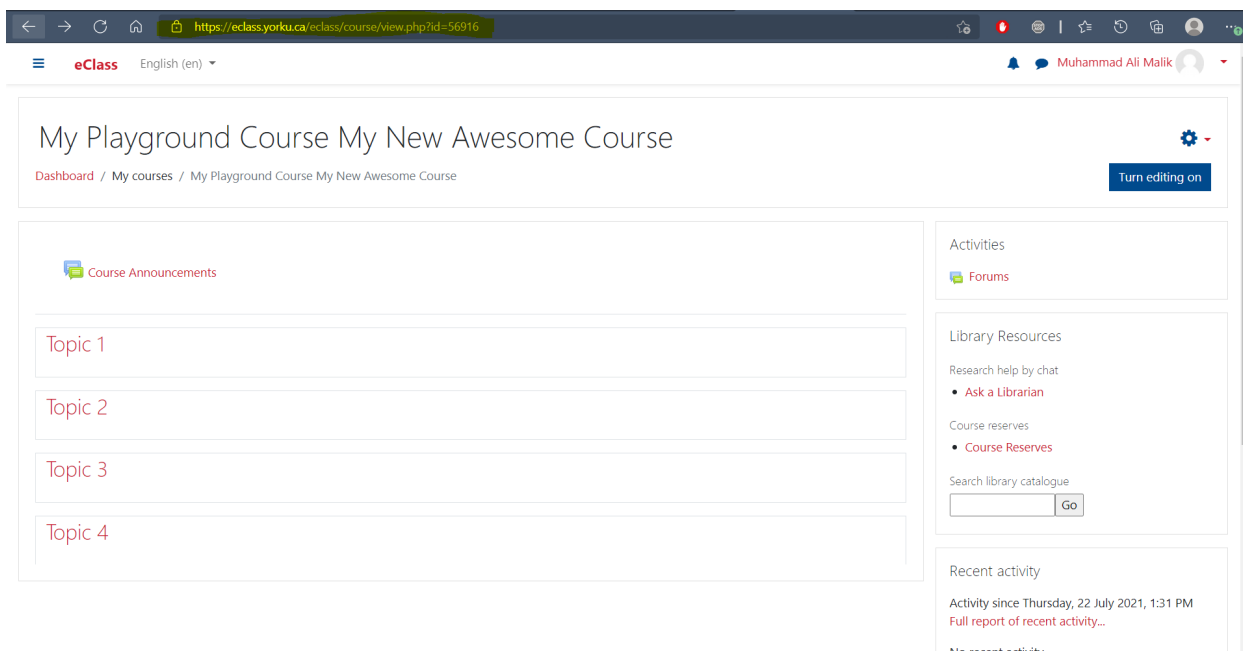 https://eclass.yorku.ca/eclass/course/view.php?id=56916
eClass English (en) Muhammad Ali Malik
My Playground Course My New Awesome Course
Dashboard / My courses / My Playground Course My New Awesome Course
Turn editing on
Course Announcements
Topic 1
Topic 2
Topic 3
Topic 4
Activities
Forums
Library Resources
Research help by chat
• Ask a Librarian
Course reserves
• Course Reserves
Search library catalogue
Go
Recent activity
Activity since Thursday, 22 July 2021, 1:31 PM
Full report of recent activity...
No recent activity